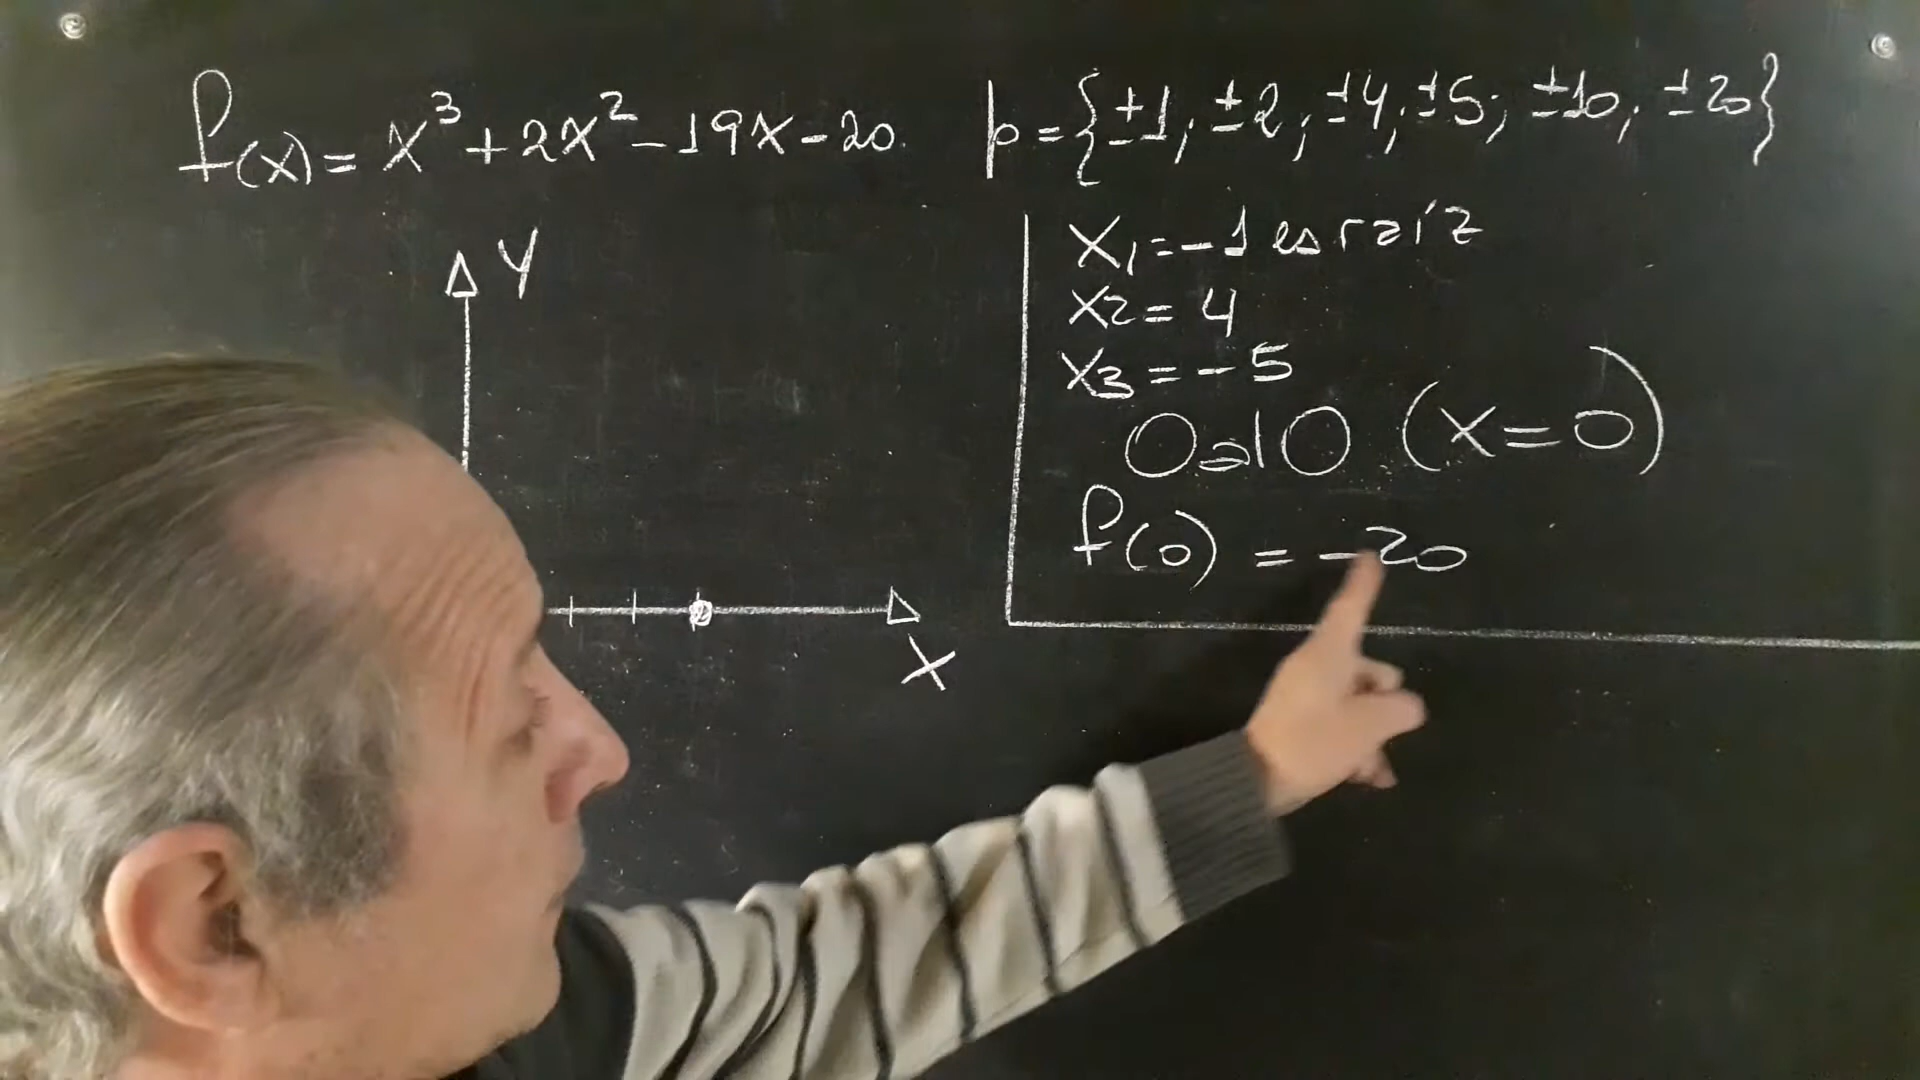 f(x) = x³ + 2x² - 19x - 20
p = {±1, ±2, ±4, ±5; ±10, ±20}
x₁ = -1 es raíz
x2 = 4
x3 = -5
OalO (x=0)
f(0) = -20
Y
X